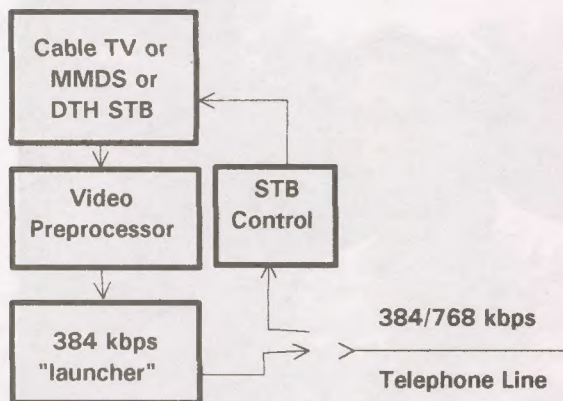 Cable TV or
MMDS or
DTH STB
Video
Preprocessor
STB
Control
384 kbps
"launcher"
384/768 kbps
Telephone Line